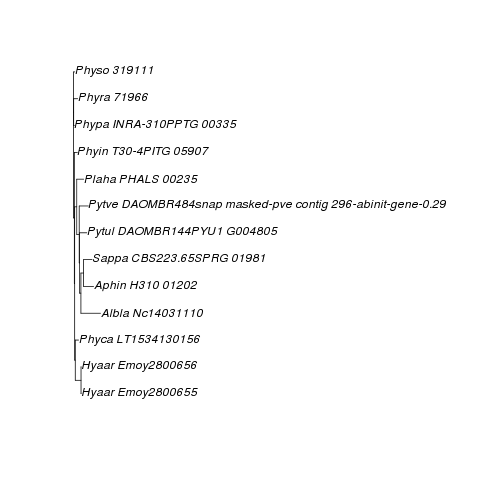 Physo 319111
Phyra 71966
Phypa INRA-310PPTG 00335
Phyin T30-4PITG 05907
Plaha PHALS 00235
Pytve DAOMBR484snap masked-pve contig 296-abinit-gene-0.29
Pytul DAOMBR144PYU1 G004805
Sappa CBS223.65SPRG 01981
Aphin H310 01202
Albla Nc14031110
Phyca LT1534130156
Hyaar Emoy2800656
Hyaar Emoy2800655